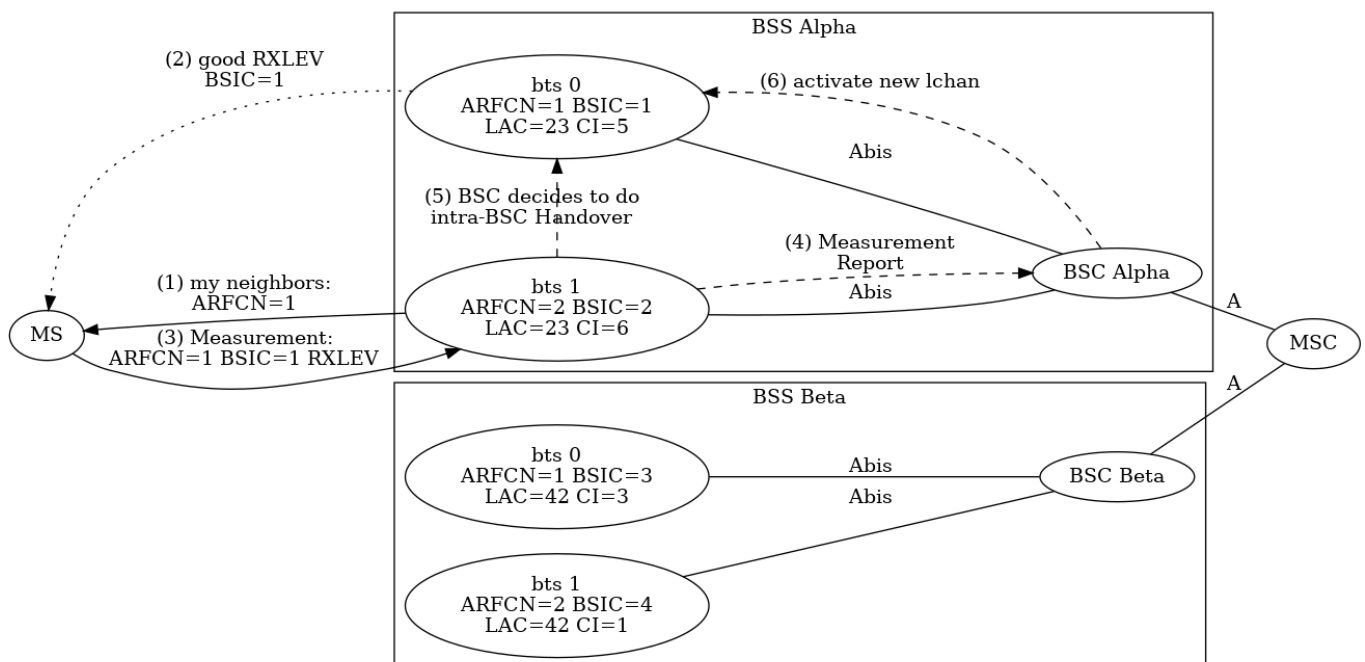 BSS Alpha
(2) good RXLEV
BSIC=1
bts 0
ARFCN=1 BSIC=1
LAC=23 CI=5
(6) activate new lchan
Abis
(5) BSC decides to do
intra-BSC Handover
(4) Measurement
Report
BSC Alpha
Abis
(1) my neighbors:
ARFCN=1
bts 1
ARFCN=2 BSIC=2
LAC=23 CI=6
A
MS
(3) Measurement:
ARFCN=1 BSIC=1 RXLEV
MSC
A
BSS Beta
bts 0
ARFCN=1 BSIC=3
LAC=42 CI=3
Abis
BSC Beta
Abis
bts 1
ARFCN=2 BSIC=4
LAC=42 CI=1